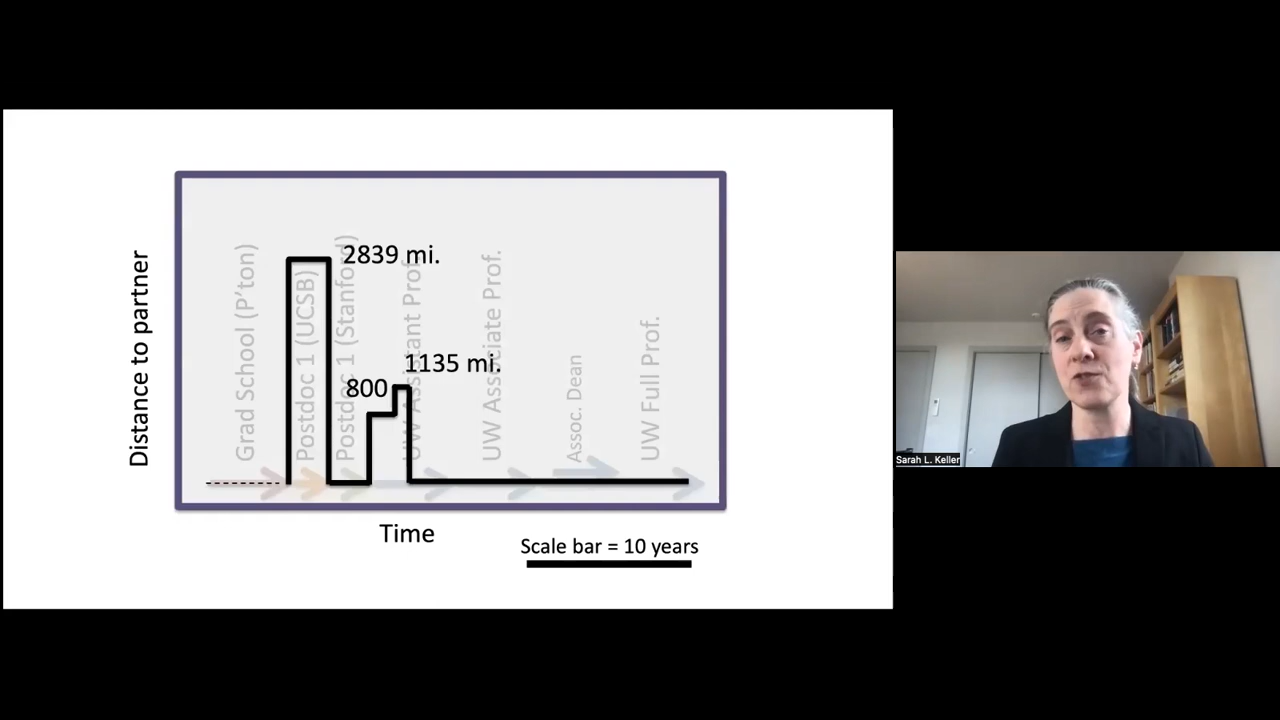 Distance to partner
Grad School (P'ton)
Postdoc 1 (UCSB)
Postdoc 1 (Stanford)
UW Assistant Prof.
UW Associate Prof.
Assoc. Dean
UW Full Prof.
2839 mi.
1135 mi.
800
Time
Scale bar = 10 years
Sarah L. Keller